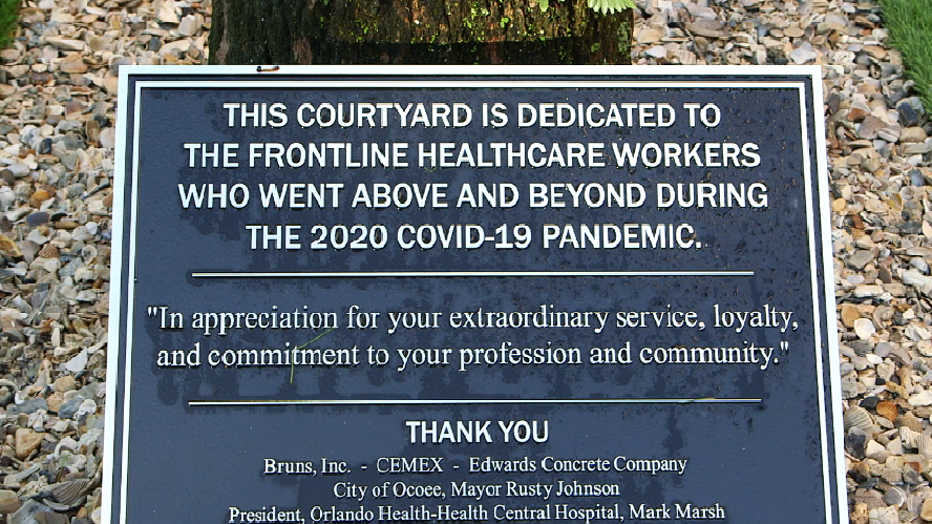 THIS COURTYARD IS DEDICATED TO
THE FRONTLINE HEALTHCARE WORKERS
WHO WENT ABOVE AND BEYOND DURING
THE 2020 COVID-19 PANDEMIC.
"In appreciation for your extraordinary service, loyalty,
and commitment to your profession and community."
THANK YOU
Bruns, Inc. - CEMEX - Edwards Concrete Company
City of Ocoee, Mayor Rusty Johnson
President, Orlando Health-Health Central Hospital, Mark Marsh